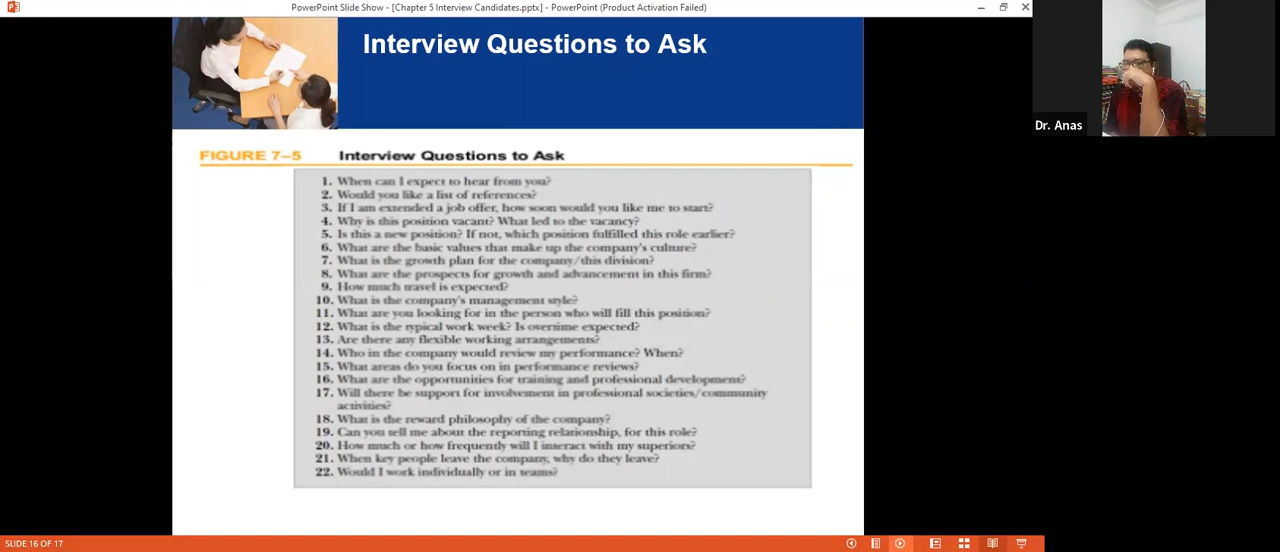 PowerPoint Slide Show - [Chapter 5 Interview Candidates.pptx] - PowerPoint (Product Activation Failed)
Interview Questions to Ask
Dr. Anas
FIGURE 7–5 Interview Questions to Ask
1. When can I expect to hear from you?
2. Would you like a list of references?
3. If I am extended a job offer, how soon would you like me to start?
4. Why is this position vacant? What led to the vacancy?
5. Is this a new position? If not, which position fulfilled this role earlier?
6. What are the basic values that make up the company's culture?
7. What is the growth plan for the company/this division?
8. What are the prospects for growth and advancement in this firm?
9. How much travel is expected?
10. What is the company's management style?
11. What are you looking for in the person who will fill this position?
12. What is the typical work week? Is overtime expected?
13. Are there any flexible working arrangements?
14. Who in the company would review my performance? When?
15. What areas do you focus on in performance reviews?
16. What are the opportunities for training and professional development?
17. Will there be support for involvement in professional societies/community
activities?
18. What is the reward philosophy of the company?
19. Can you tell me about the reporting relationship, for this role?
20. How much or how frequently will I interact with my superiors?
21. When key people leave the company, why do they leave?
22. Would I work individually or in teams?
SLIDE 16 OF 17